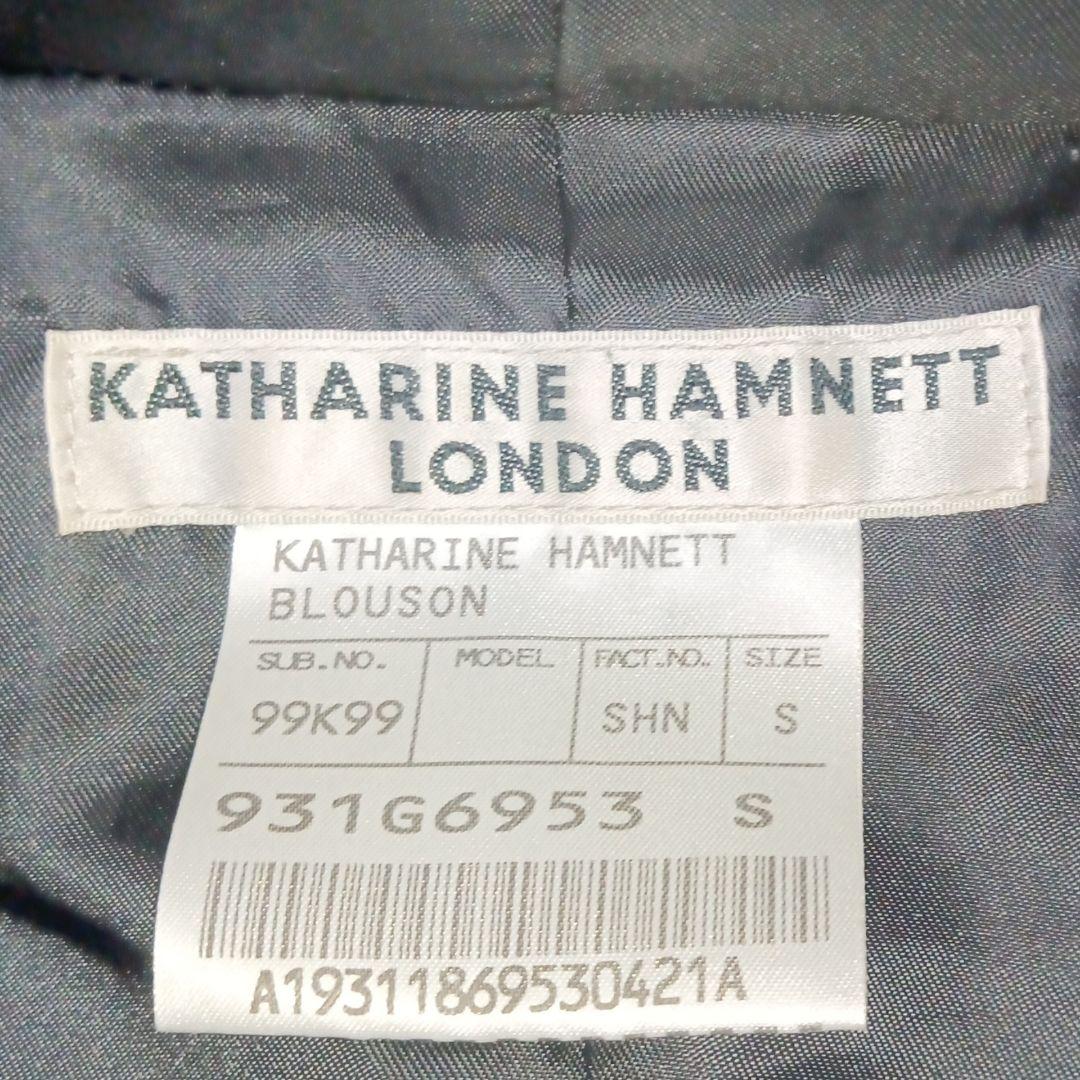 KATHARINE HAMNETT
LONDON
KATHARINE HAMNETT
BLOUSON
SUB.NO. MODEL FACT.NO. SIZE
99K99 SHN S
931G6953 S
A19311869530421A